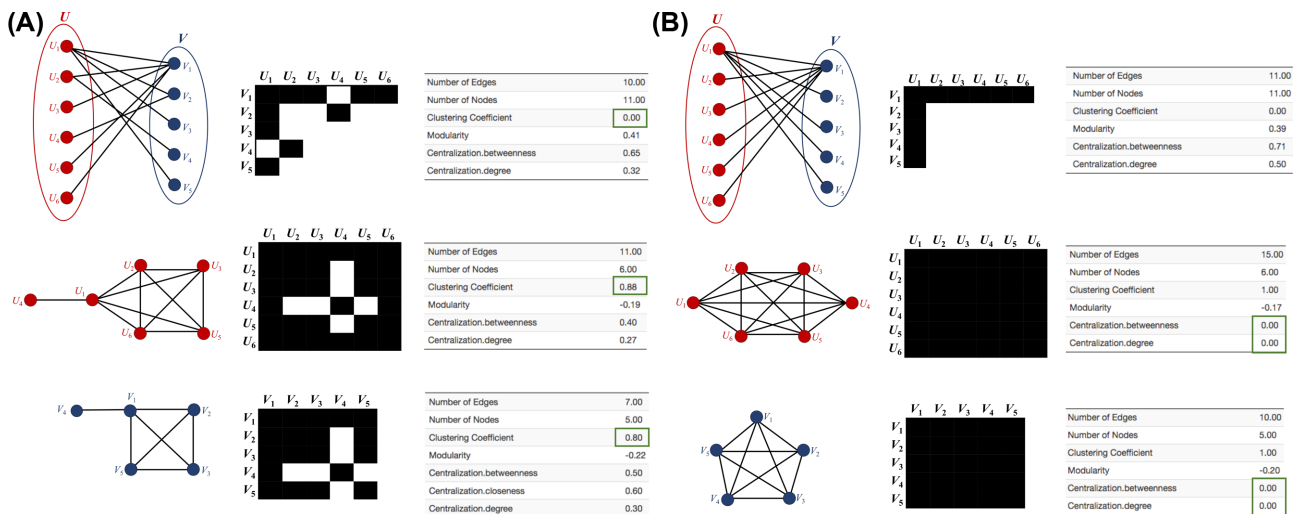 (A)
U
V
U1
U2
U3
U4
U5
U6
V1
V2
V3
V4
V5
U1 U2 U3 U4 U5 U6
V1
V2
V3
V4
V5
Number of Edges 10.00
Number of Nodes 11.00
Clustering Coefficient 0.00
Modularity 0.41
Centralization.betweenness 0.65
Centralization.degree 0.32
U2
U3
U4
U1
U6
U5
U1 U2 U3 U4 U5 U6
U1
U2
U3
U4
U5
U6
Number of Edges 11.00
Number of Nodes 6.00
Clustering Coefficient 0.88
Modularity -0.19
Centralization.betweenness 0.40
Centralization.degree 0.27
V4
V1
V2
V5
V3
V1 V2 V3 V4 V5
V1
V2
V3
V4
V5
Number of Edges 7.00
Number of Nodes 5.00
Clustering Coefficient 0.80
Modularity -0.22
Centralization.betweenness 0.50
Centralization.closeness 0.60
Centralization.degree 0.30
(B)
U
V
U1
U2
U3
U4
U5
U6
V1
V2
V3
V4
V5
U1 U2 U3 U4 U5 U6
V1
V2
V3
V4
V5
Number of Edges 11.00
Number of Nodes 11.00
Clustering Coefficient 0.00
Modularity 0.39
Centralization.betweenness 0.71
Centralization.degree 0.50
U2
U3
U1
U4
U6
U5
U1 U2 U3 U4 U5 U6
U1
U2
U3
U4
U5
U6
Number of Edges 15.00
Number of Nodes 6.00
Clustering Coefficient 1.00
Modularity -0.17
Centralization.betweenness 0.00
Centralization.degree 0.00
V1
V5
V2
V4
V3
V1 V2 V3 V4 V5
V1
V2
V3
V4
V5
Number of Edges 10.00
Number of Nodes 5.00
Clustering Coefficient 1.00
Modularity -0.20
Centralization.betweenness 0.00
Centralization.degree 0.00